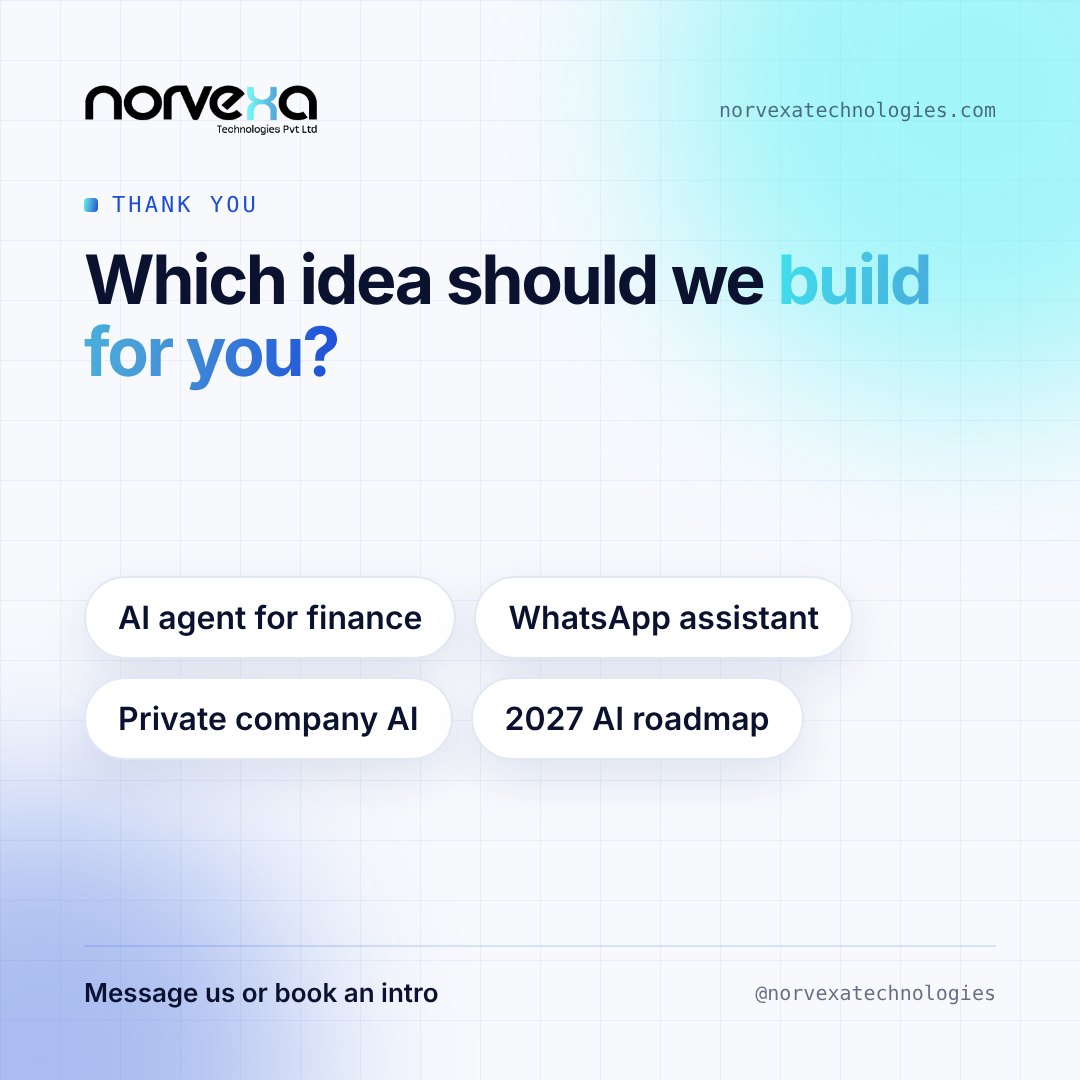 norvexa
Technologies Pvt Ltd
norvexatechnologies.com
THANK YOU
Which idea should we build
for you?
AI agent for finance
WhatsApp assistant
Private company AI
2027 AI roadmap
Message us or book an intro
@norvexatechnologies